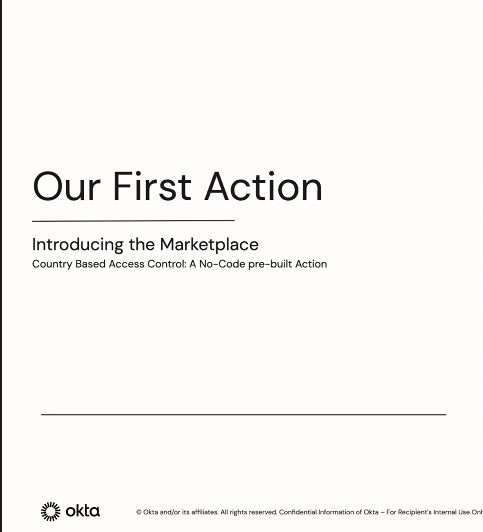 Our First Action
Introducing the Marketplace
Country Based Access Control: A No-Code pre-built Action
okta
© Okta and/or its affiliates. All rights reserved. Confidential Information of Okta – For Recipient's Internal Use